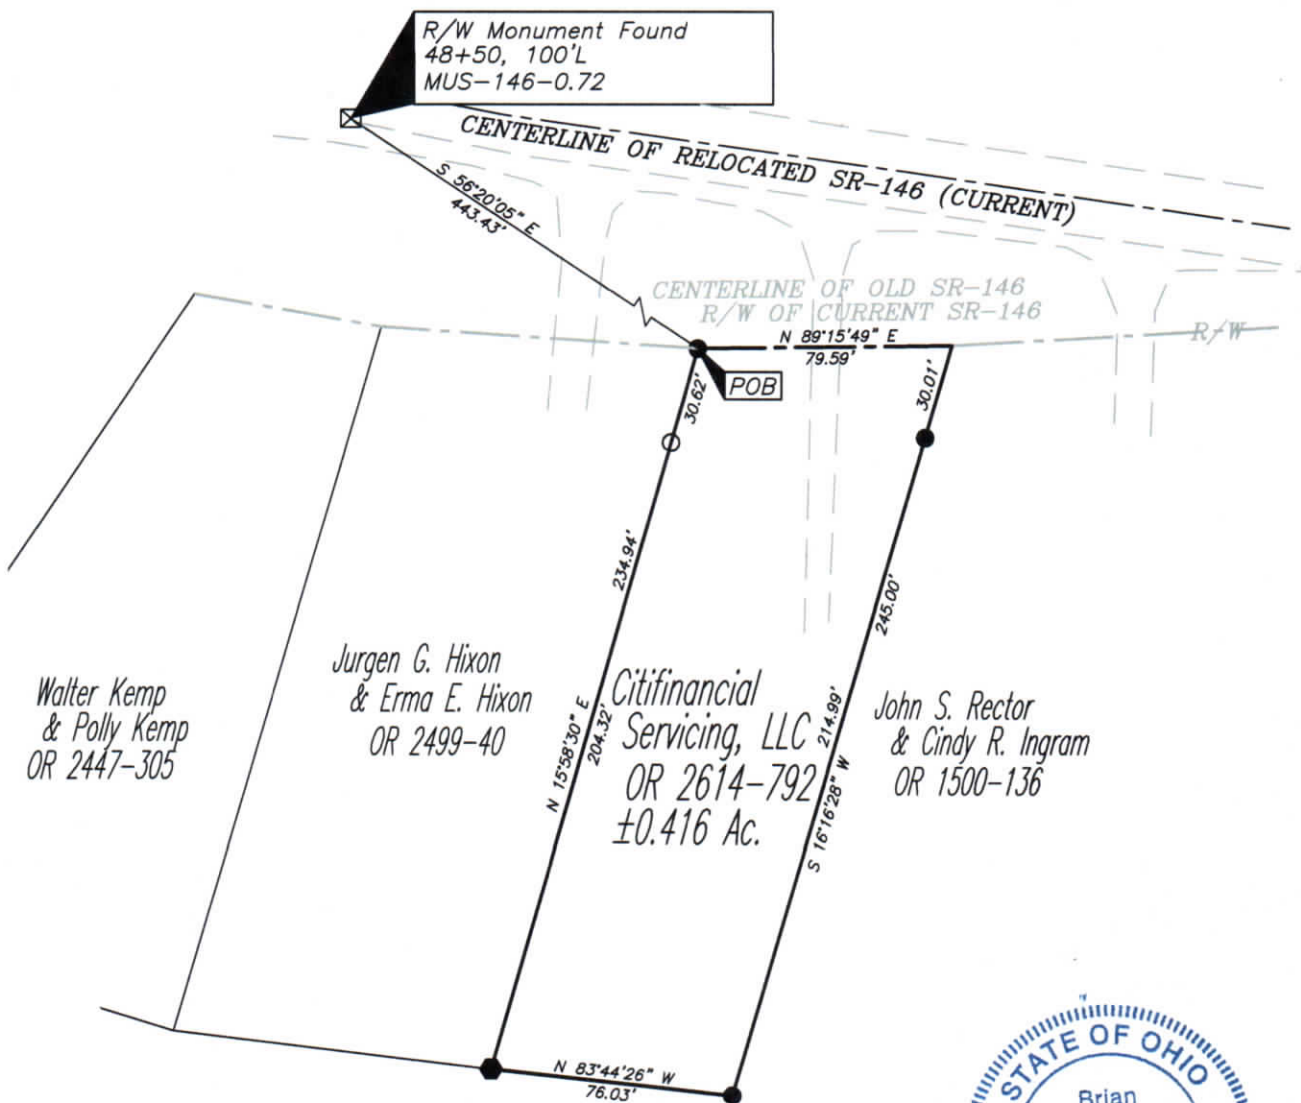 R/W Monument Found
48+50, 100'L
MUS-146-0.72
CENTERLINE OF RELOCATED SR-146 (CURRENT)
S 56°20'05" E
443.43'
CENTERLINE OF OLD SR-146
R/W OF CURRENT SR-146
N 89°15'49" E
79.59'
R/W
POB
30.62'
30.01'
234.94'
245.00'
Walter Kemp
& Polly Kemp
OR 2447-305
Jurgen G. Hixon
& Erma E. Hixon
OR 2499-40
N 15°58'30" E
204.32'
Citifinancial
Servicing, LLC
OR 2614-792
±0.416 Ac.
214.99'
S 16°16'28" W
John S. Rector
& Cindy R. Ingram
OR 1500-136
N 83°44'26" W
76.03'
STATE OF OHIO
Brian